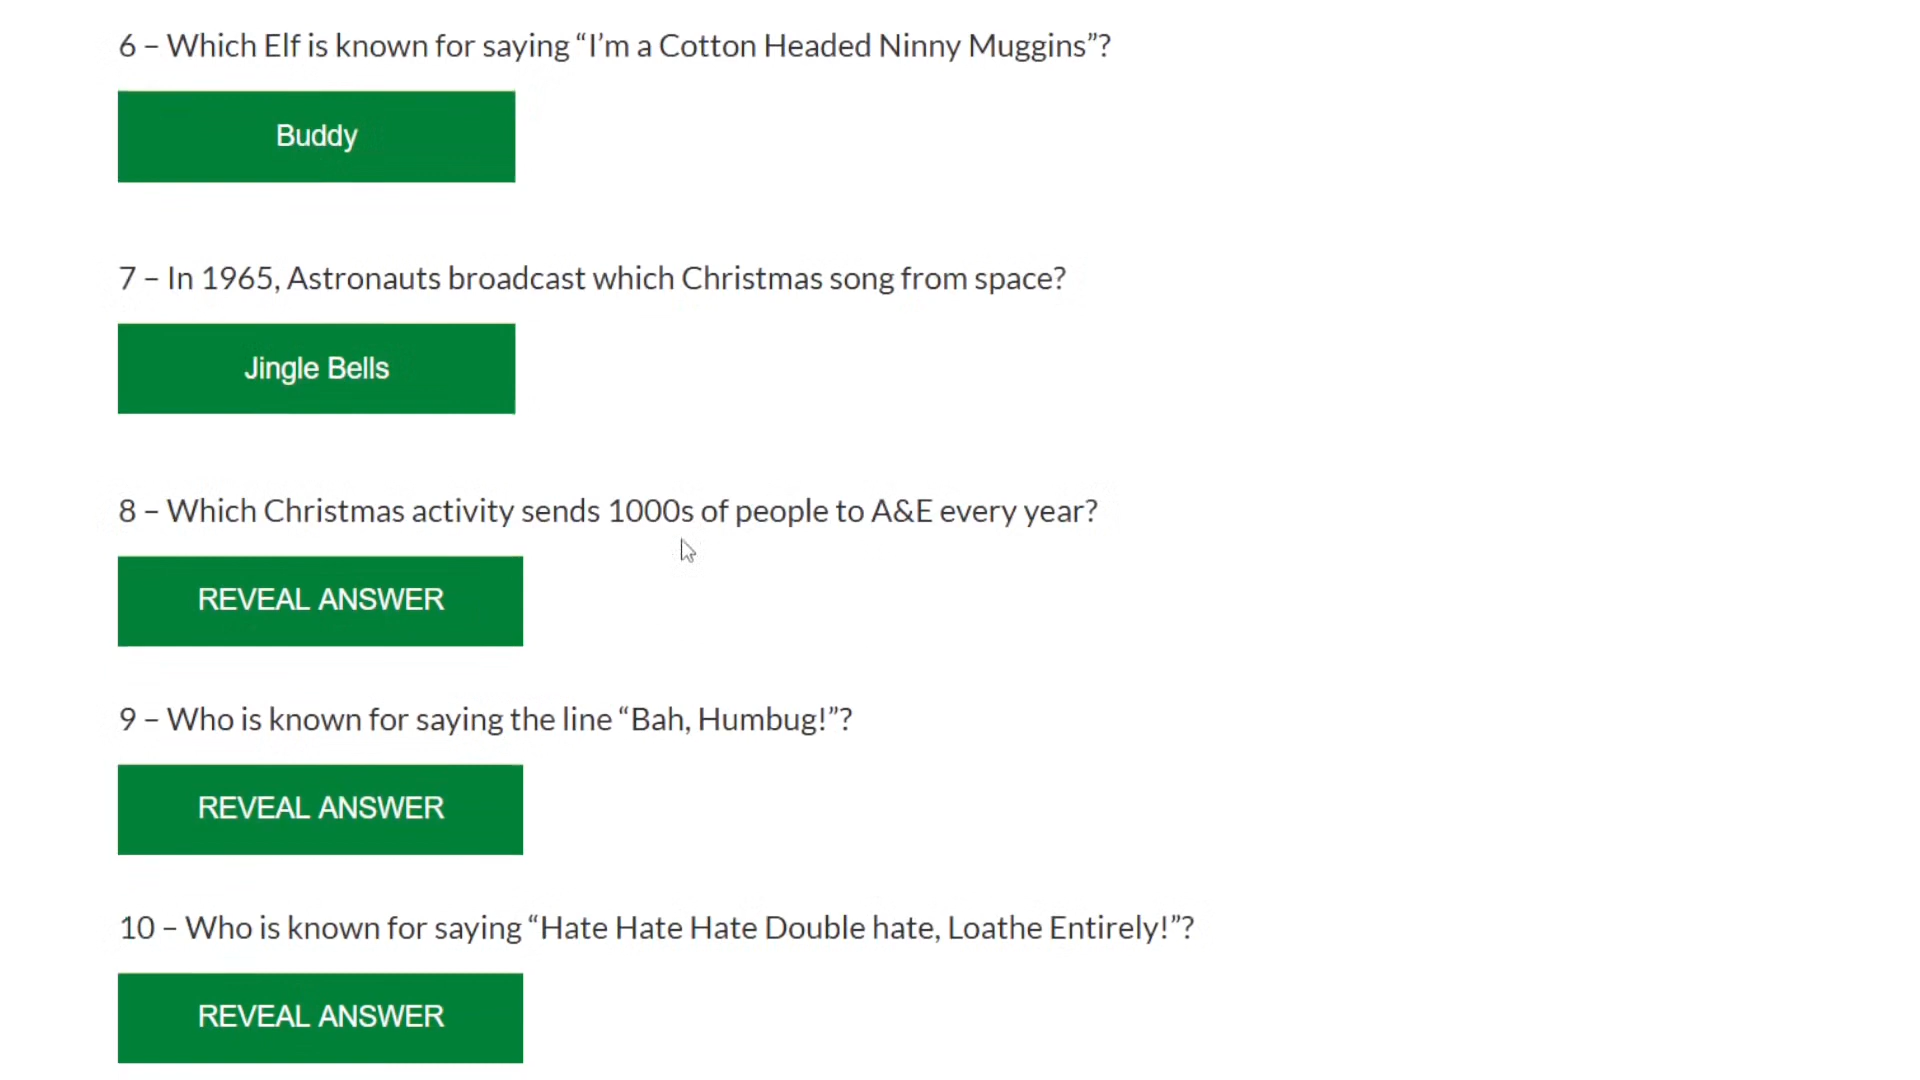 6 – Which Elf is known for saying “I’m a Cotton Headed Ninny Muggins”?
Buddy
7 – In 1965, Astronauts broadcast which Christmas song from space?
Jingle Bells
8 – Which Christmas activity sends 1000s of people to A&E every year?
REVEAL ANSWER
9 – Who is known for saying the line “Bah, Humbug!”?
REVEAL ANSWER
10 – Who is known for saying “Hate Hate Hate Double hate, Loathe Entirely!”?
REVEAL ANSWER